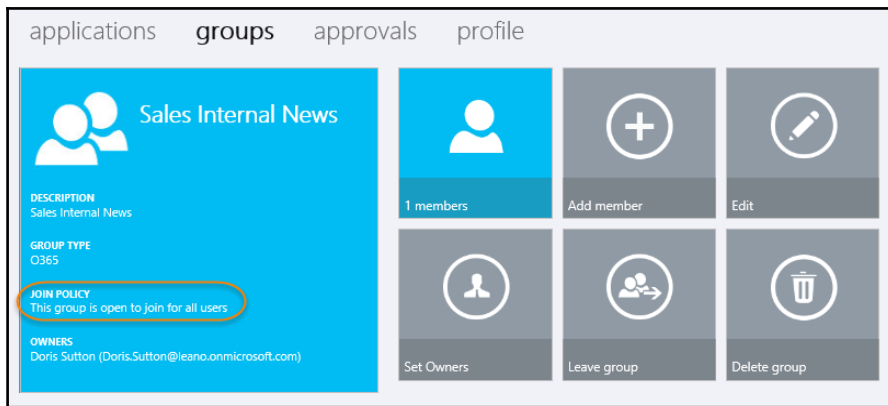 applications groups approvals profile
Sales Internal News
DESCRIPTION
Sales Internal News
GROUP TYPE
O365
JOIN POLICY
This group is open to join for all users
OWNERS
Doris Sutton (Doris.Sutton@leano.onmicrosoft.com)
1 members
Add member
Edit
Set Owners
Leave group
Delete group